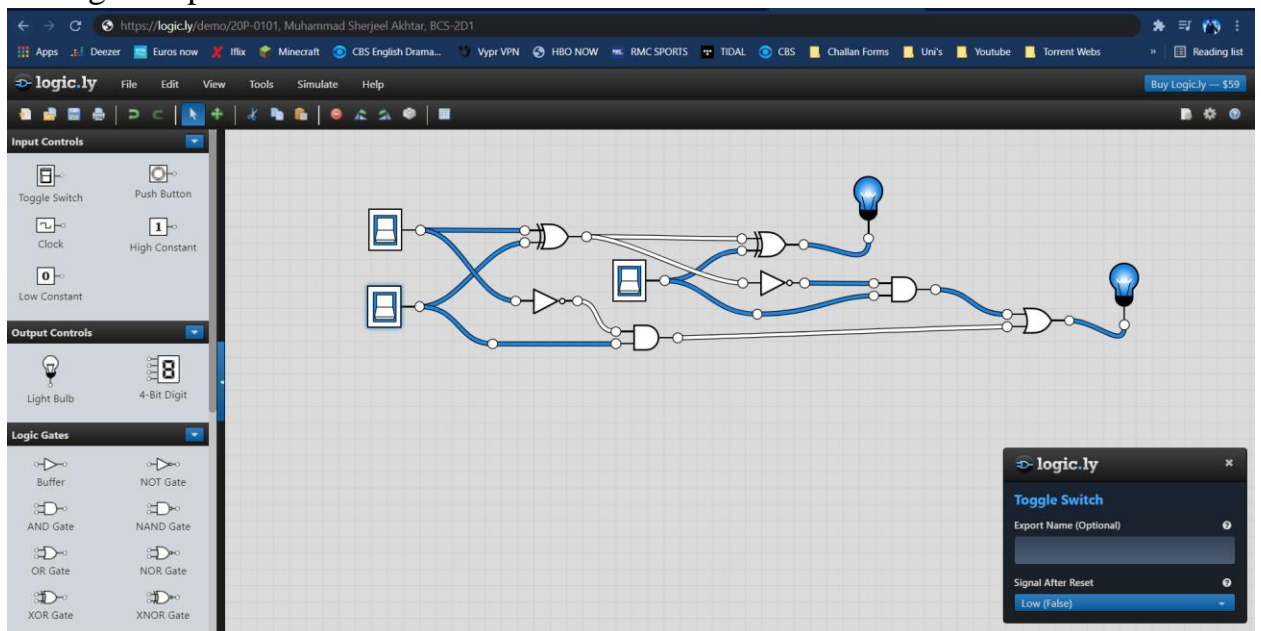 https://logic.ly/demo/20P-0101, Muhammad Sherjeel Akhtar, BCS-2D1
Apps Deezer Euros now Iflix Minecraft CBS English Drama... Vypr VPN HBO NOW RMC SPORTS TIDAL CBS Challan Forms Uni's Youtube Torrent Webs » Reading list
logic.ly File Edit View Tools Simulate Help Buy Logic.ly — $59
Input Controls
Toggle Switch Push Button
1
Clock High Constant
0
Low Constant
Output Controls
8
Light Bulb 4-Bit Digit
Logic Gates
Buffer NOT Gate
AND Gate NAND Gate
OR Gate NOR Gate
XOR Gate XNOR Gate
logic.ly
Toggle Switch
Export Name (Optional)
Signal After Reset
Low (False)